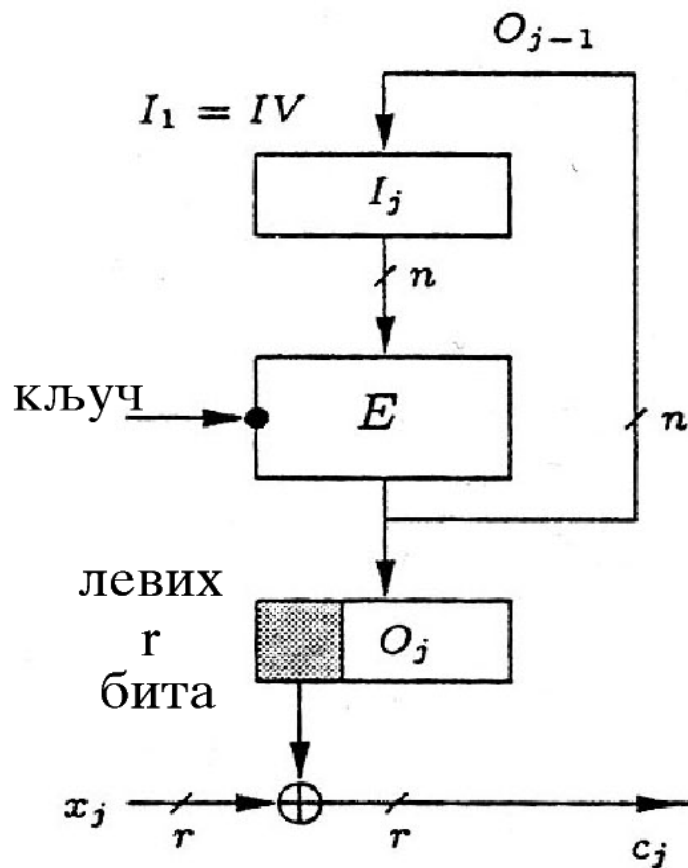 O_{j-1}
I_1 = IV
I_j
n
кључ
E
n
левих
r
бита
O_j
x_j
r
r
c_j